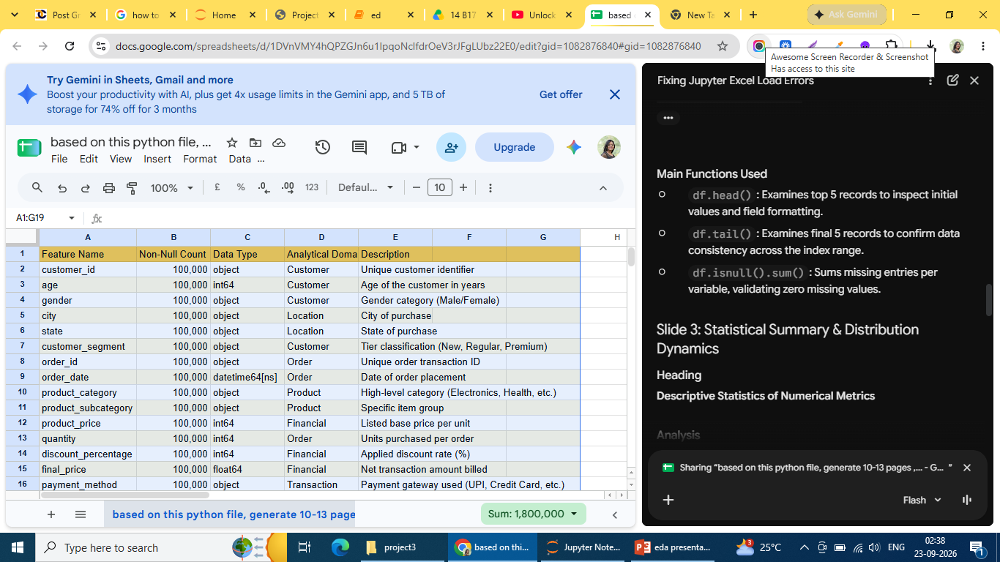 Post Gr
how to
Home
Project
ed
14 B17
Unlock
based
New Ta
Ask Gemini
docs.google.com/spreadsheets/d/1DVnVMY4hQPZGJn6u1IpqoNclfdrOeV3rJFgLUbz22E0/edit?gid=1082876840#gid=1082876840
Awesome Screen Recorder & Screenshot
Has access to this site
Try Gemini in Sheets, Gmail and more
Boost your productivity with AI, plus get 4x usage limits in the Gemini app, and 5 TB of
storage for 74% off for 3 months
Get offer
based on this python file, ...
File Edit View Insert Format Data ...
Upgrade
100% £ % .0 .00 123 Defaul... 10
A1:G19
fx
A B C D E F G H
1 Feature Name Non-Null Count Data Type Analytical Doma Description
2 customer_id 100,000 object Customer Unique customer identifier
3 age 100,000 int64 Customer Age of the customer in years
4 gender 100,000 object Customer Gender category (Male/Female)
5 city 100,000 object Location City of purchase
6 state 100,000 object Location State of purchase
7 customer_segment 100,000 object Customer Tier classification (New, Regular, Premium)
8 order_id 100,000 object Order Unique order transaction ID
9 order_date 100,000 datetime64[ns] Order Date of order placement
10 product_category 100,000 object Product High-level category (Electronics, Health, etc.)
11 product_subcategory 100,000 object Product Specific item group
12 product_price 100,000 int64 Financial Listed base price per unit
13 quantity 100,000 int64 Order Units purchased per order
14 discount_percentage 100,000 int64 Financial Applied discount rate (%)
15 final_price 100,000 float64 Financial Net transaction amount billed
16 payment_method 100,000 object Transaction Payment gateway used (UPI, Credit Card, etc.)
based on this python file, generate 10-13 page
Sum: 1,800,000
Fixing Jupyter Excel Load Errors
Main Functions Used
df.head() : Examines top 5 records to inspect initial
values and field formatting.
df.tail() : Examines final 5 records to confirm data
consistency across the index range.
df.isnull().sum() : Sums missing entries per
variable, validating zero missing values.
Slide 3: Statistical Summary & Distribution
Dynamics
Heading
Descriptive Statistics of Numerical Metrics
Analysis
Sharing “based on this python file, generate 10-13 pages ,... - G... ”
Flash
Type here to search
project3
based on thi...
Jupyter Note...
eda presenta...
3
25°C
ENG
02:38
23-09-2026
1